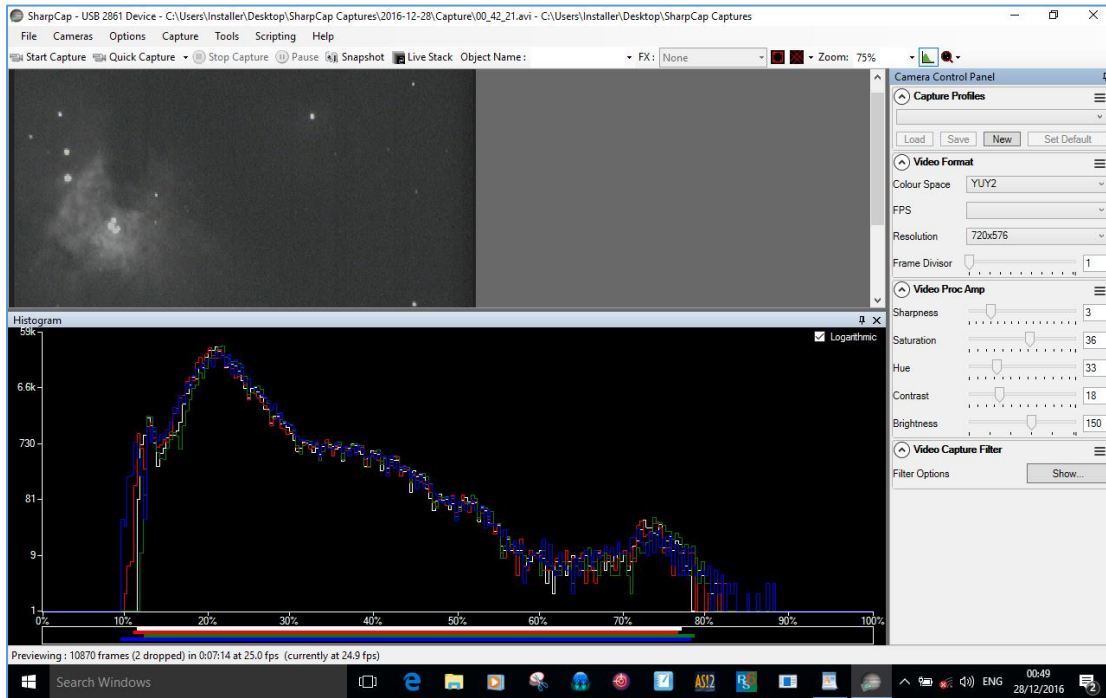 SharpCap - USB 2861 Device - C:\Users\Installer\Desktop\SharpCap Captures\2016-12-28\Capture\00_42_21.avi - C:\Users\Installer\Desktop\SharpCap Captures
File Cameras Options Capture Tools Scripting Help
Start Capture Quick Capture Stop Capture Pause Snapshot Live Stack Object Name : FX : None Zoom: 75%
Camera Control Panel
Capture Profiles
Load Save New Set Default
Video Format
Colour Space YUY2
FPS
Resolution 720x576
Frame Divisor 1
Video Proc Amp
Sharpness 3
Saturation 36
Hue 33
Contrast 18
Brightness 150
Video Capture Filter
Filter Options Show...
Histogram
Logarithmic
59k
6.6k
730
81
9
1
0% 10% 20% 30% 40% 50% 60% 70% 80% 90% 100%
Previewing : 10870 frames (2 dropped) in 0:07:14 at 25.0 fps (currently at 24.9 fps)
Search Windows
AS!2
ENG
00:49
28/12/2016
2